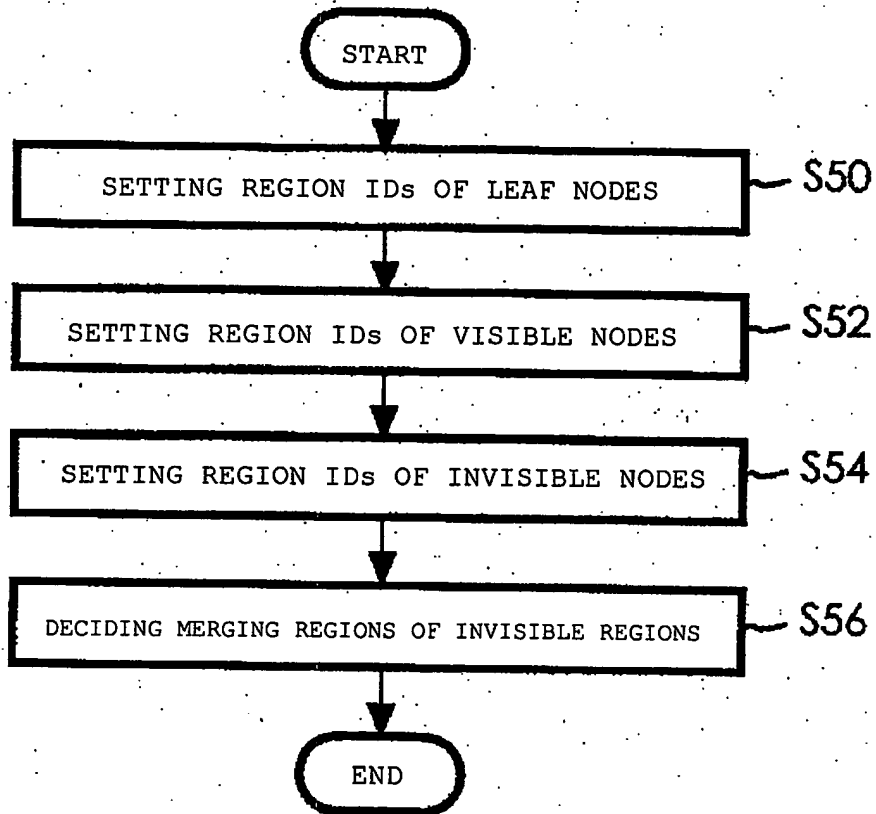 START
SETTING REGION IDs OF LEAF NODES
S50
SETTING REGION IDs OF VISIBLE NODES
S52
SETTING REGION IDs OF INVISIBLE NODES
S54
DECIDING MERGING REGIONS OF INVISIBLE REGIONS
S56
END